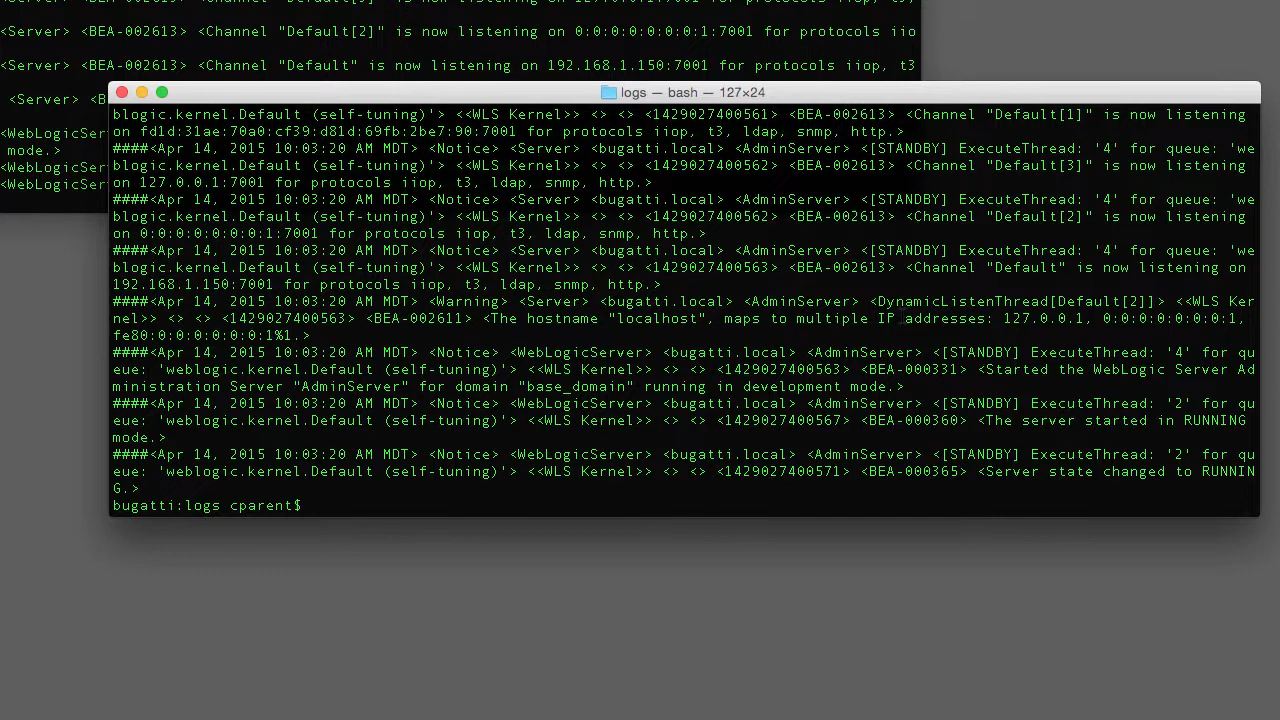 <Server> <BEA-002613> <Channel "Default[2]" is now listening on 0:0:0:0:0:0:0:1:7001 for protocols iio
<Server> <BEA-002613> <Channel "Default" is now listening on 192.168.1.150:7001 for protocols iiop, t3
<Server> <B
<WebLogicSer
mode.>
<WebLogicSer
<WebLogicSer
logs — bash — 127×24
blogic.kernel.Default (self-tuning)'> <<WLS Kernel>> <> <> <1429027400561> <BEA-002613> <Channel "Default[1]" is now listening
on fd1d:31ae:70a0:cf39:d81d:69fb:2be7:90:7001 for protocols iiop, t3, ldap, snmp, http.>
####<Apr 14, 2015 10:03:20 AM MDT> <Notice> <Server> <bugatti.local> <AdminServer> <[STANDBY] ExecuteThread: '4' for queue: 'we
blogic.kernel.Default (self-tuning)'> <<WLS Kernel>> <> <> <1429027400562> <BEA-002613> <Channel "Default[3]" is now listening
on 127.0.0.1:7001 for protocols iiop, t3, ldap, snmp, http.>
####<Apr 14, 2015 10:03:20 AM MDT> <Notice> <Server> <bugatti.local> <AdminServer> <[STANDBY] ExecuteThread: '4' for queue: 'we
blogic.kernel.Default (self-tuning)'> <<WLS Kernel>> <> <> <1429027400562> <BEA-002613> <Channel "Default[2]" is now listening
on 0:0:0:0:0:0:0:1:7001 for protocols iiop, t3, ldap, snmp, http.>
####<Apr 14, 2015 10:03:20 AM MDT> <Notice> <Server> <bugatti.local> <AdminServer> <[STANDBY] ExecuteThread: '4' for queue: 'we
blogic.kernel.Default (self-tuning)'> <<WLS Kernel>> <> <> <1429027400563> <BEA-002613> <Channel "Default" is now listening on
192.168.1.150:7001 for protocols iiop, t3, ldap, snmp, http.>
####<Apr 14, 2015 10:03:20 AM MDT> <Warning> <Server> <bugatti.local> <AdminServer> <DynamicListenThread[Default[2]]> <<WLS Ker
nel>> <> <> <1429027400563> <BEA-002611> <The hostname "localhost", maps to multiple IP addresses: 127.0.0.1, 0:0:0:0:0:0:0:1,
fe80:0:0:0:0:0:0:1%1.>
####<Apr 14, 2015 10:03:20 AM MDT> <Notice> <WebLogicServer> <bugatti.local> <AdminServer> <[STANDBY] ExecuteThread: '4' for qu
eue: 'weblogic.kernel.Default (self-tuning)'> <<WLS Kernel>> <> <> <1429027400563> <BEA-000331> <Started the WebLogic Server Ad
ministration Server "AdminServer" for domain "base_domain" running in development mode.>
####<Apr 14, 2015 10:03:20 AM MDT> <Notice> <WebLogicServer> <bugatti.local> <AdminServer> <[STANDBY] ExecuteThread: '2' for qu
eue: 'weblogic.kernel.Default (self-tuning)'> <<WLS Kernel>> <> <> <1429027400567> <BEA-000360> <The server started in RUNNING
mode.>
####<Apr 14, 2015 10:03:20 AM MDT> <Notice> <WebLogicServer> <bugatti.local> <AdminServer> <[STANDBY] ExecuteThread: '2' for qu
eue: 'weblogic.kernel.Default (self-tuning)'> <<WLS Kernel>> <> <> <1429027400571> <BEA-000365> <Server state changed to RUNNIN
G.>
bugatti:logs cparent$